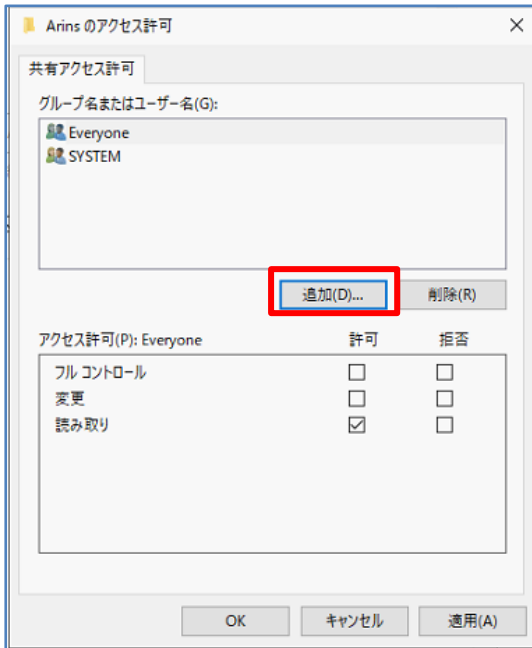 Arins のアクセス許可
共有アクセス許可
グループ名またはユーザー名(G):
Everyone
SYSTEM
追加(D)... 削除(R)
アクセス許可(P): Everyone 許可 拒否
フル コントロール
変更
読み取り
OK キャンセル 適用(A)